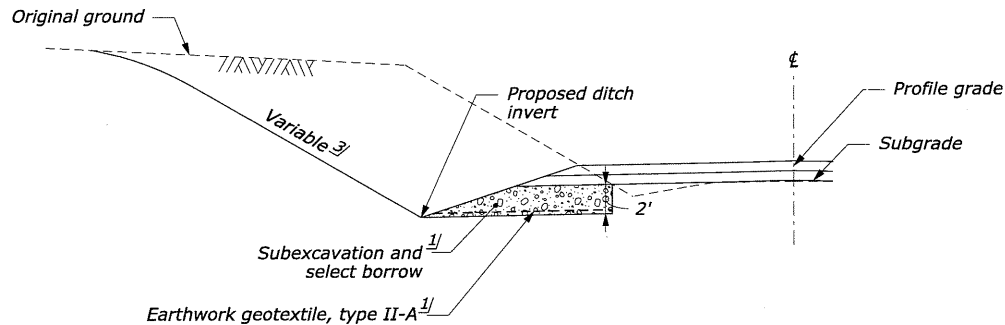 Original ground
℄
Proposed ditch
invert
Profile grade
Variable 3/
Subgrade
2'
Subexcavation and 1/
select borrow
Earthwork geotextile, type II-A 1/